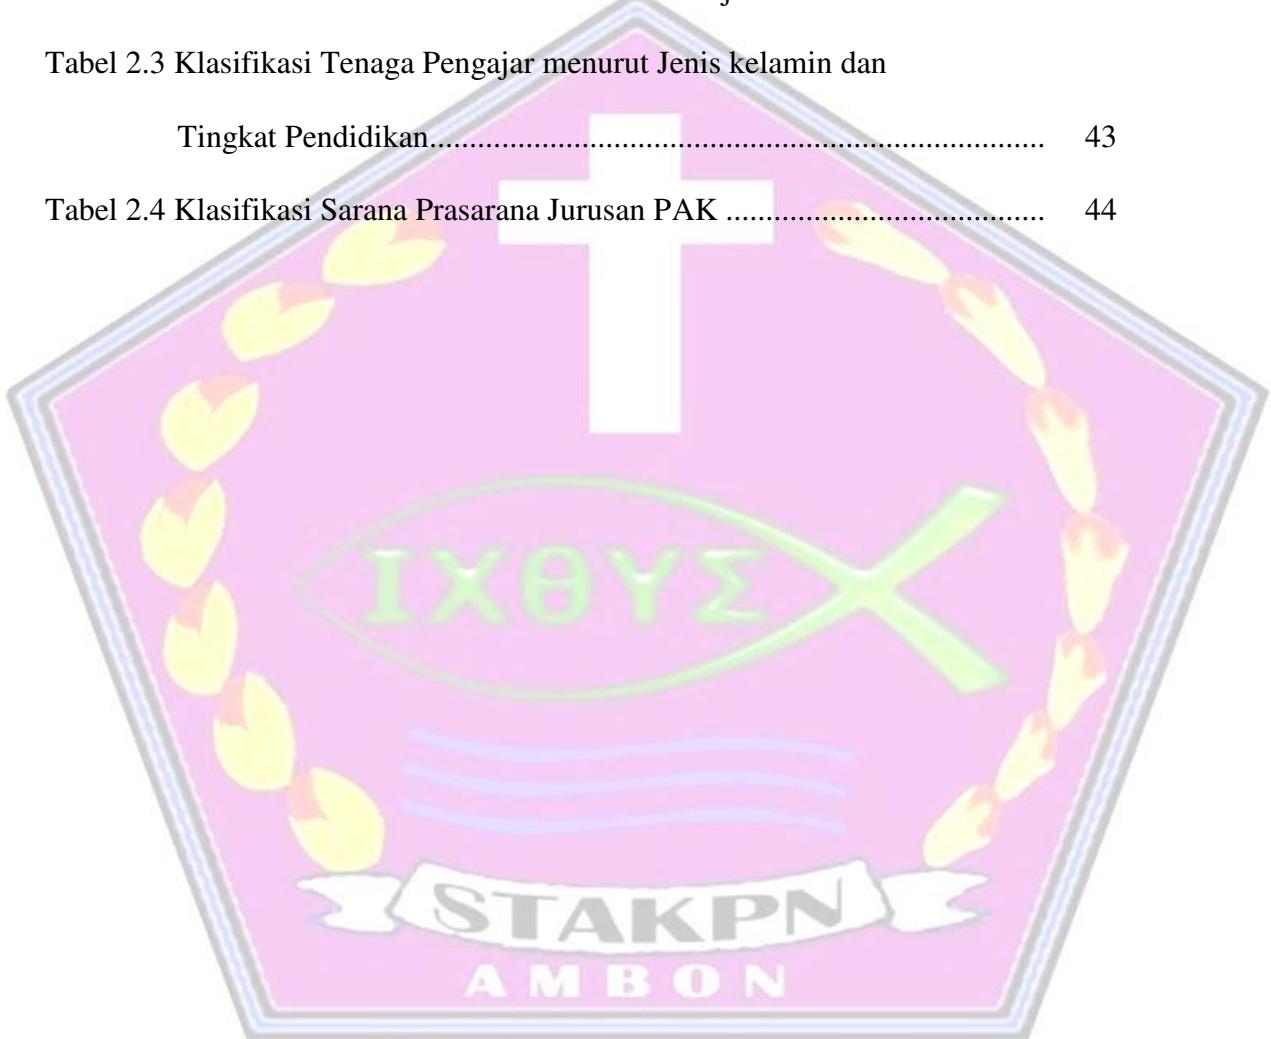 Tabel 2.3 Klasifikasi Tenaga Pengajar menurut Jenis kelamin dan
Tingkat Pendidikan............................................................................. 43
Tabel 2.4 Klasifikasi Sarana Prasarana Jurusan PAK ........................................ 44
ΙΧΘΥΣ
STAKPN
AMBON